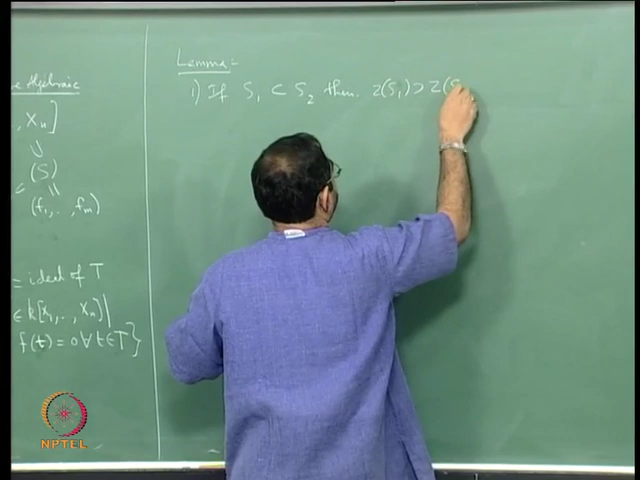 e Algebraic
, Xn]
∪
(S)
= ||
(f1, .. , fm)
= ideal of T
∈ k[x1, .., Xn] |
f(t) = 0 ∀ t ∈ T}
Lemma:-
1) If S1 ⊂ S2 then Z(S1) ⊃ Z(S
NPTEL